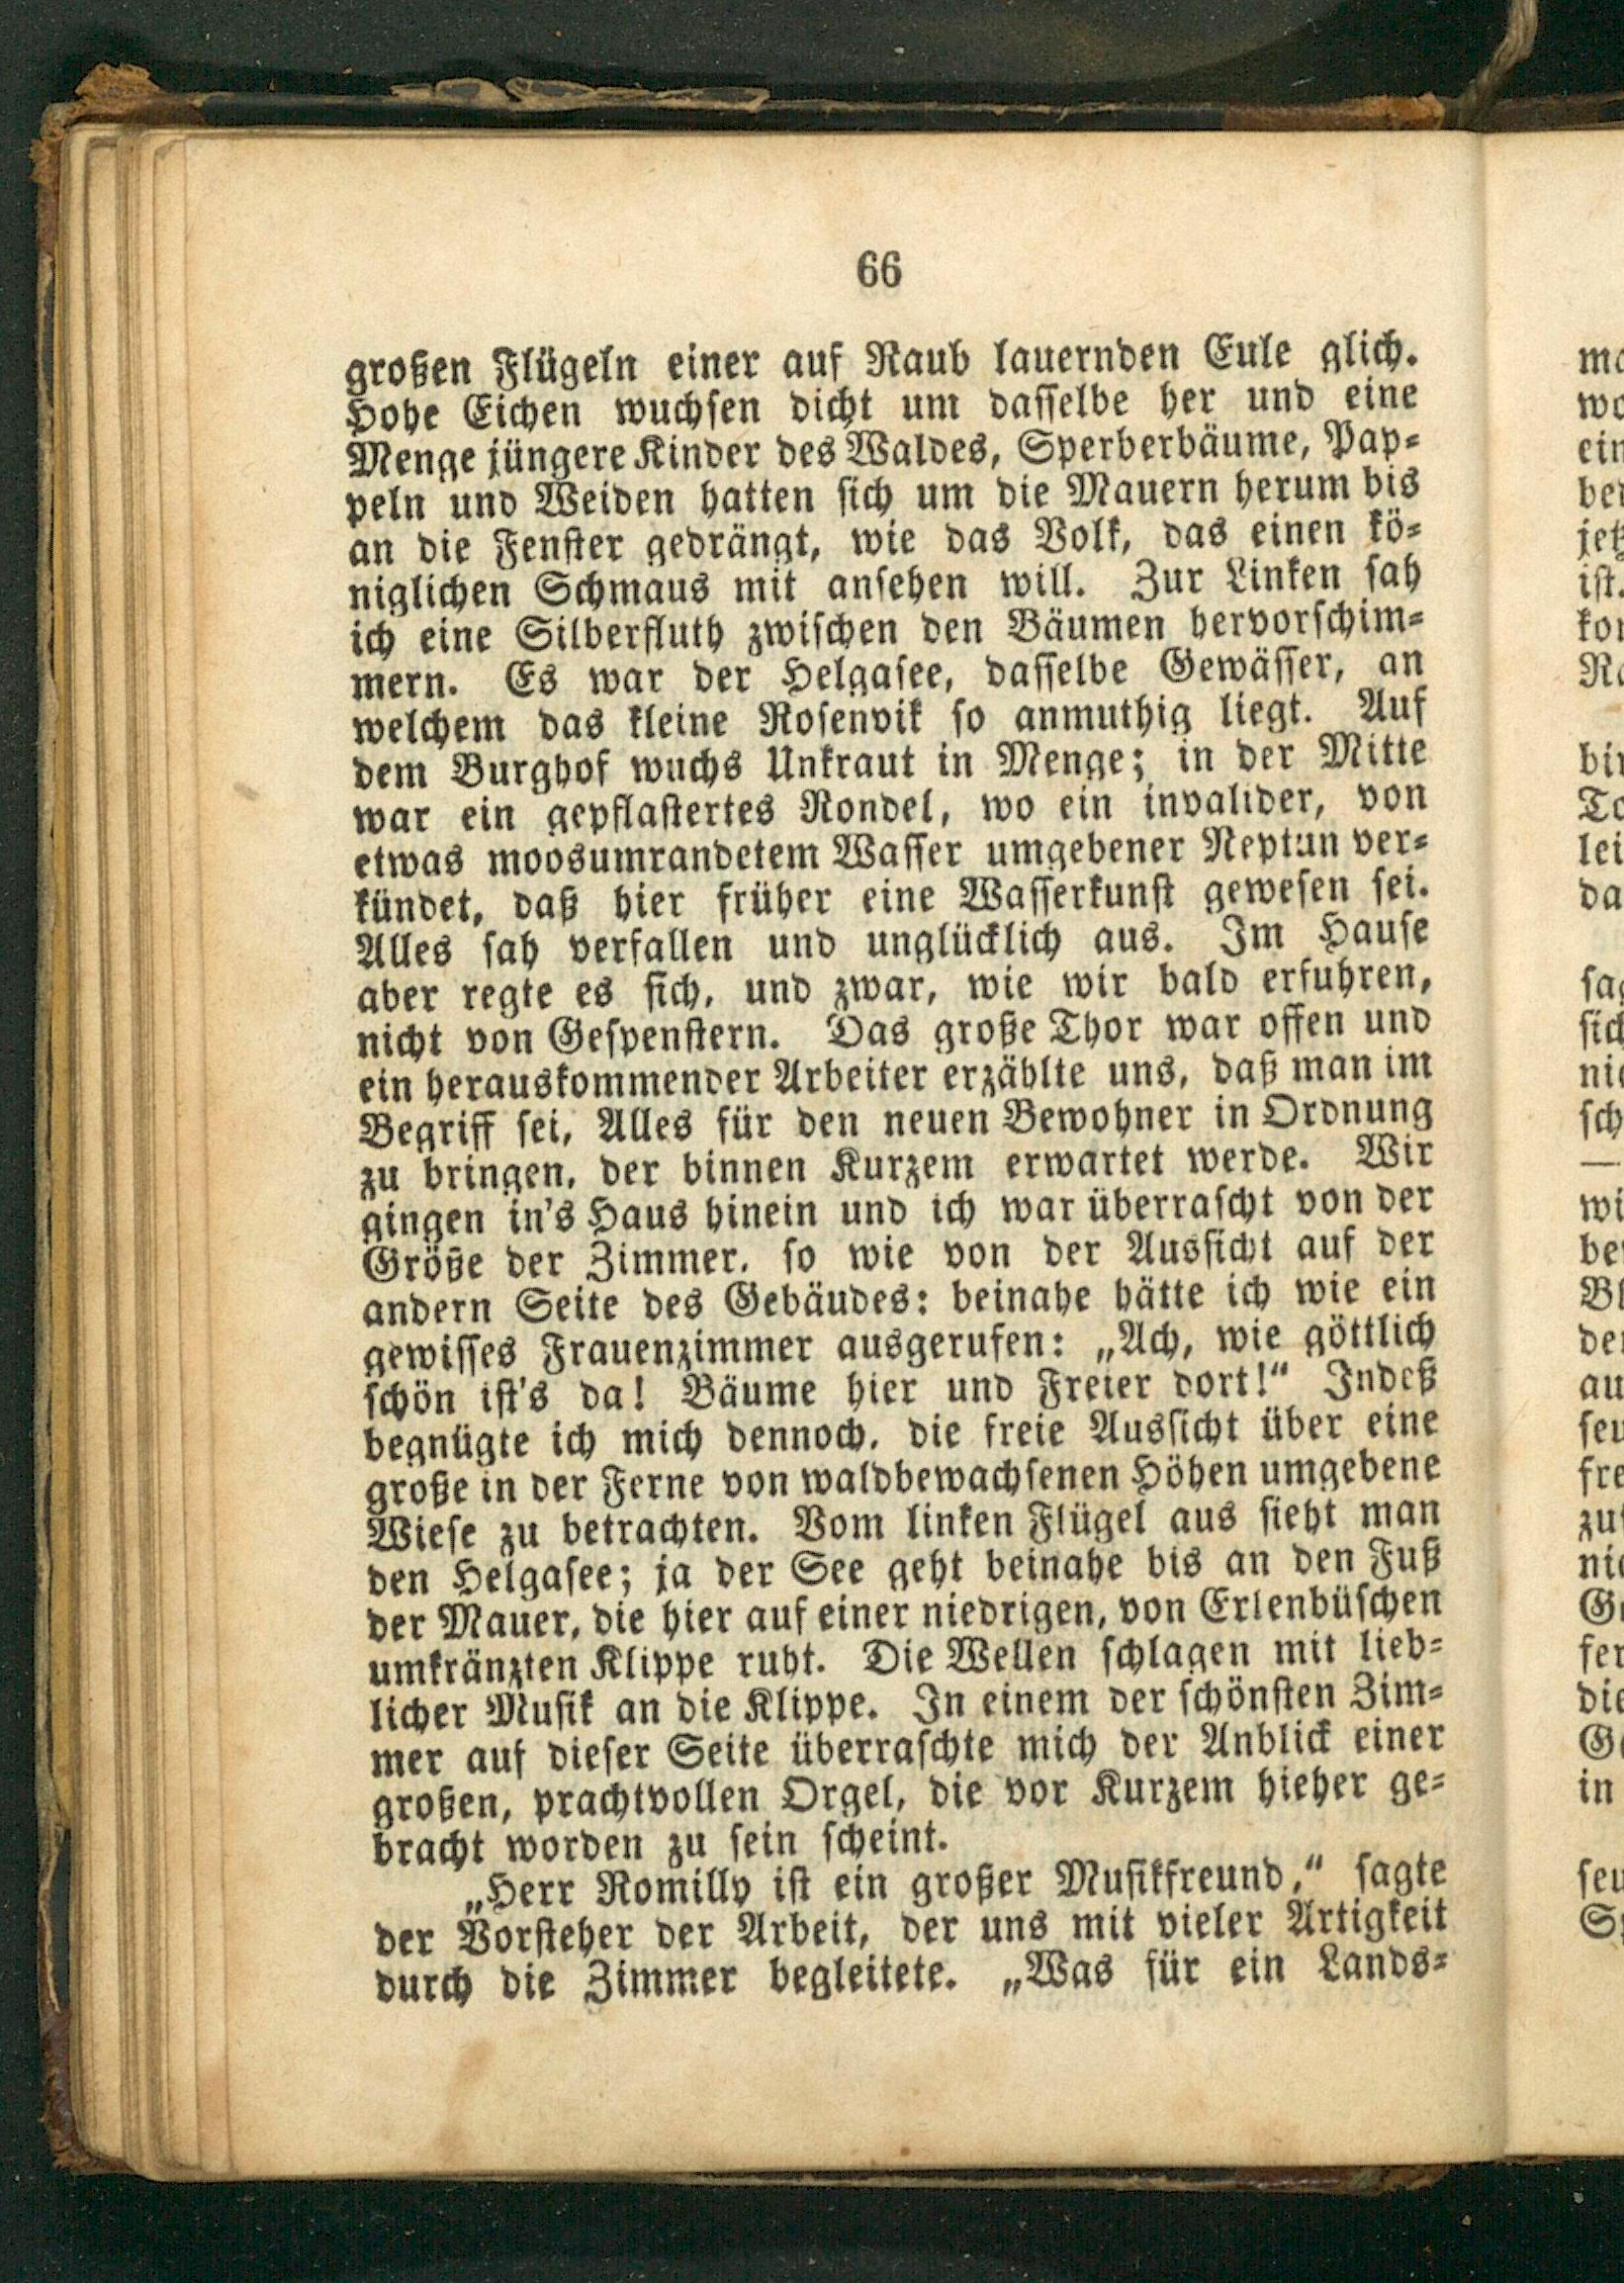 66
großen Flügeln einer auf Raub lauernden Eule glich.
Hohe Eichen wuchsen dicht um dasselbe her und eine
Menge jüngere Kinder des Waldes, Sperberbäume, Pap-
peln und Weiden hatten sich um die Mauern herum bis
an die Fenster gedrängt, wie das Volk, das einen kö-
niglichen Schmaus mit ansehen will. Zur Linken sah
ich eine Silberfluth zwischen den Bäumen hervorschim-
mern. Es war der Helgasee, dasselbe Gewässer, an
welchem das kleine Rosenvik so anmuthig liegt. Auf
dem Burghof wuchs Unkraut in Menge; in der Mitte
war ein gepflastertes Rondel, wo ein invalider, von
etwas moosumrandetem Wasser umgebener Neptun ver-
kündet, daß hier früher eine Wasserkunst gewesen sei.
Alles sah verfallen und unglücklich aus. Im Hause
aber regte es sich, und zwar, wie wir bald erfuhren,
nicht von Gespenstern. Das große Thor war offen und
ein herauskommender Arbeiter erzählte uns, daß man im
Begriff sei, Alles für den neuen Bewohner in Ordnung
zu bringen, der binnen Kurzem erwartet werde. Wir
gingen in's Haus hinein und ich war überrascht von der
Größe der Zimmer, so wie von der Aussicht auf der
andern Seite des Gebäudes: beinahe hätte ich wie ein
gewisses Frauenzimmer ausgerufen: „Ach, wie göttlich
schön ist's da! Bäume hier und Freier dort!“ Indeß
begnügte ich mich dennoch, die freie Aussicht über eine
große in der Ferne von waldbewachsenen Höhen umgebene
Wiese zu betrachten. Vom linken Flügel aus sieht man
den Helgasee; ja der See geht beinahe bis an den Fuß
der Mauer, die hier auf einer niedrigen, von Erlenbüschen
umkränzten Klippe ruht. Die Wellen schlagen mit lieb-
licher Musik an die Klippe. In einem der schönsten Zim-
mer auf dieser Seite überraschte mich der Anblick einer
großen, prachtvollen Orgel, die vor Kurzem hieher ge-
bracht worden zu sein scheint.
„Herr Romilly ist ein großer Musikfreund,“ sagte
der Vorsteher der Arbeit, der uns mit vieler Artigkeit
durch die Zimmer begleitete. „Was für ein Lands-